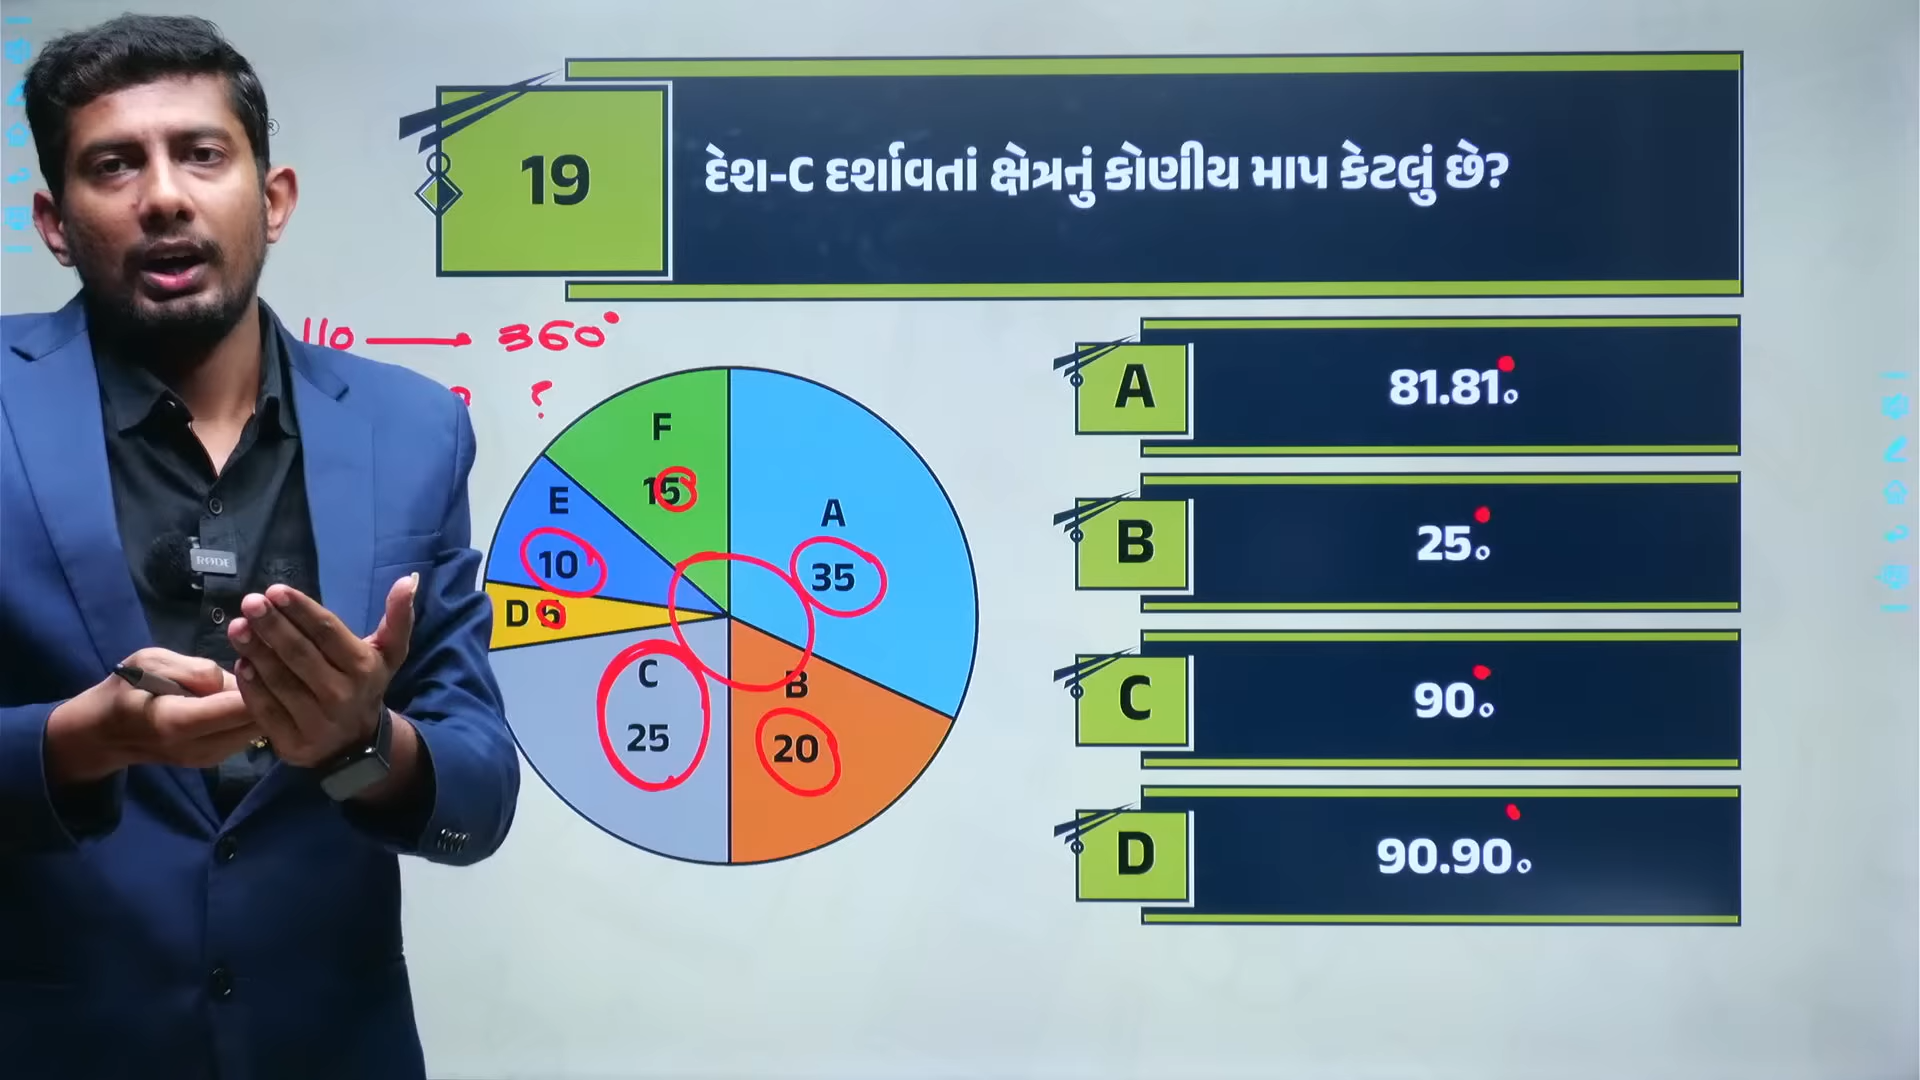 19
દેશ-C દર્શાવતાં ક્ષેત્રનું કોણીય માપ કેટલું છે?
110 → 360°
?
F
15
E
10
D 5
A
35
C
25
B
20
A 81.81°
B 25°
C 90°
D 90.90°
RØDE